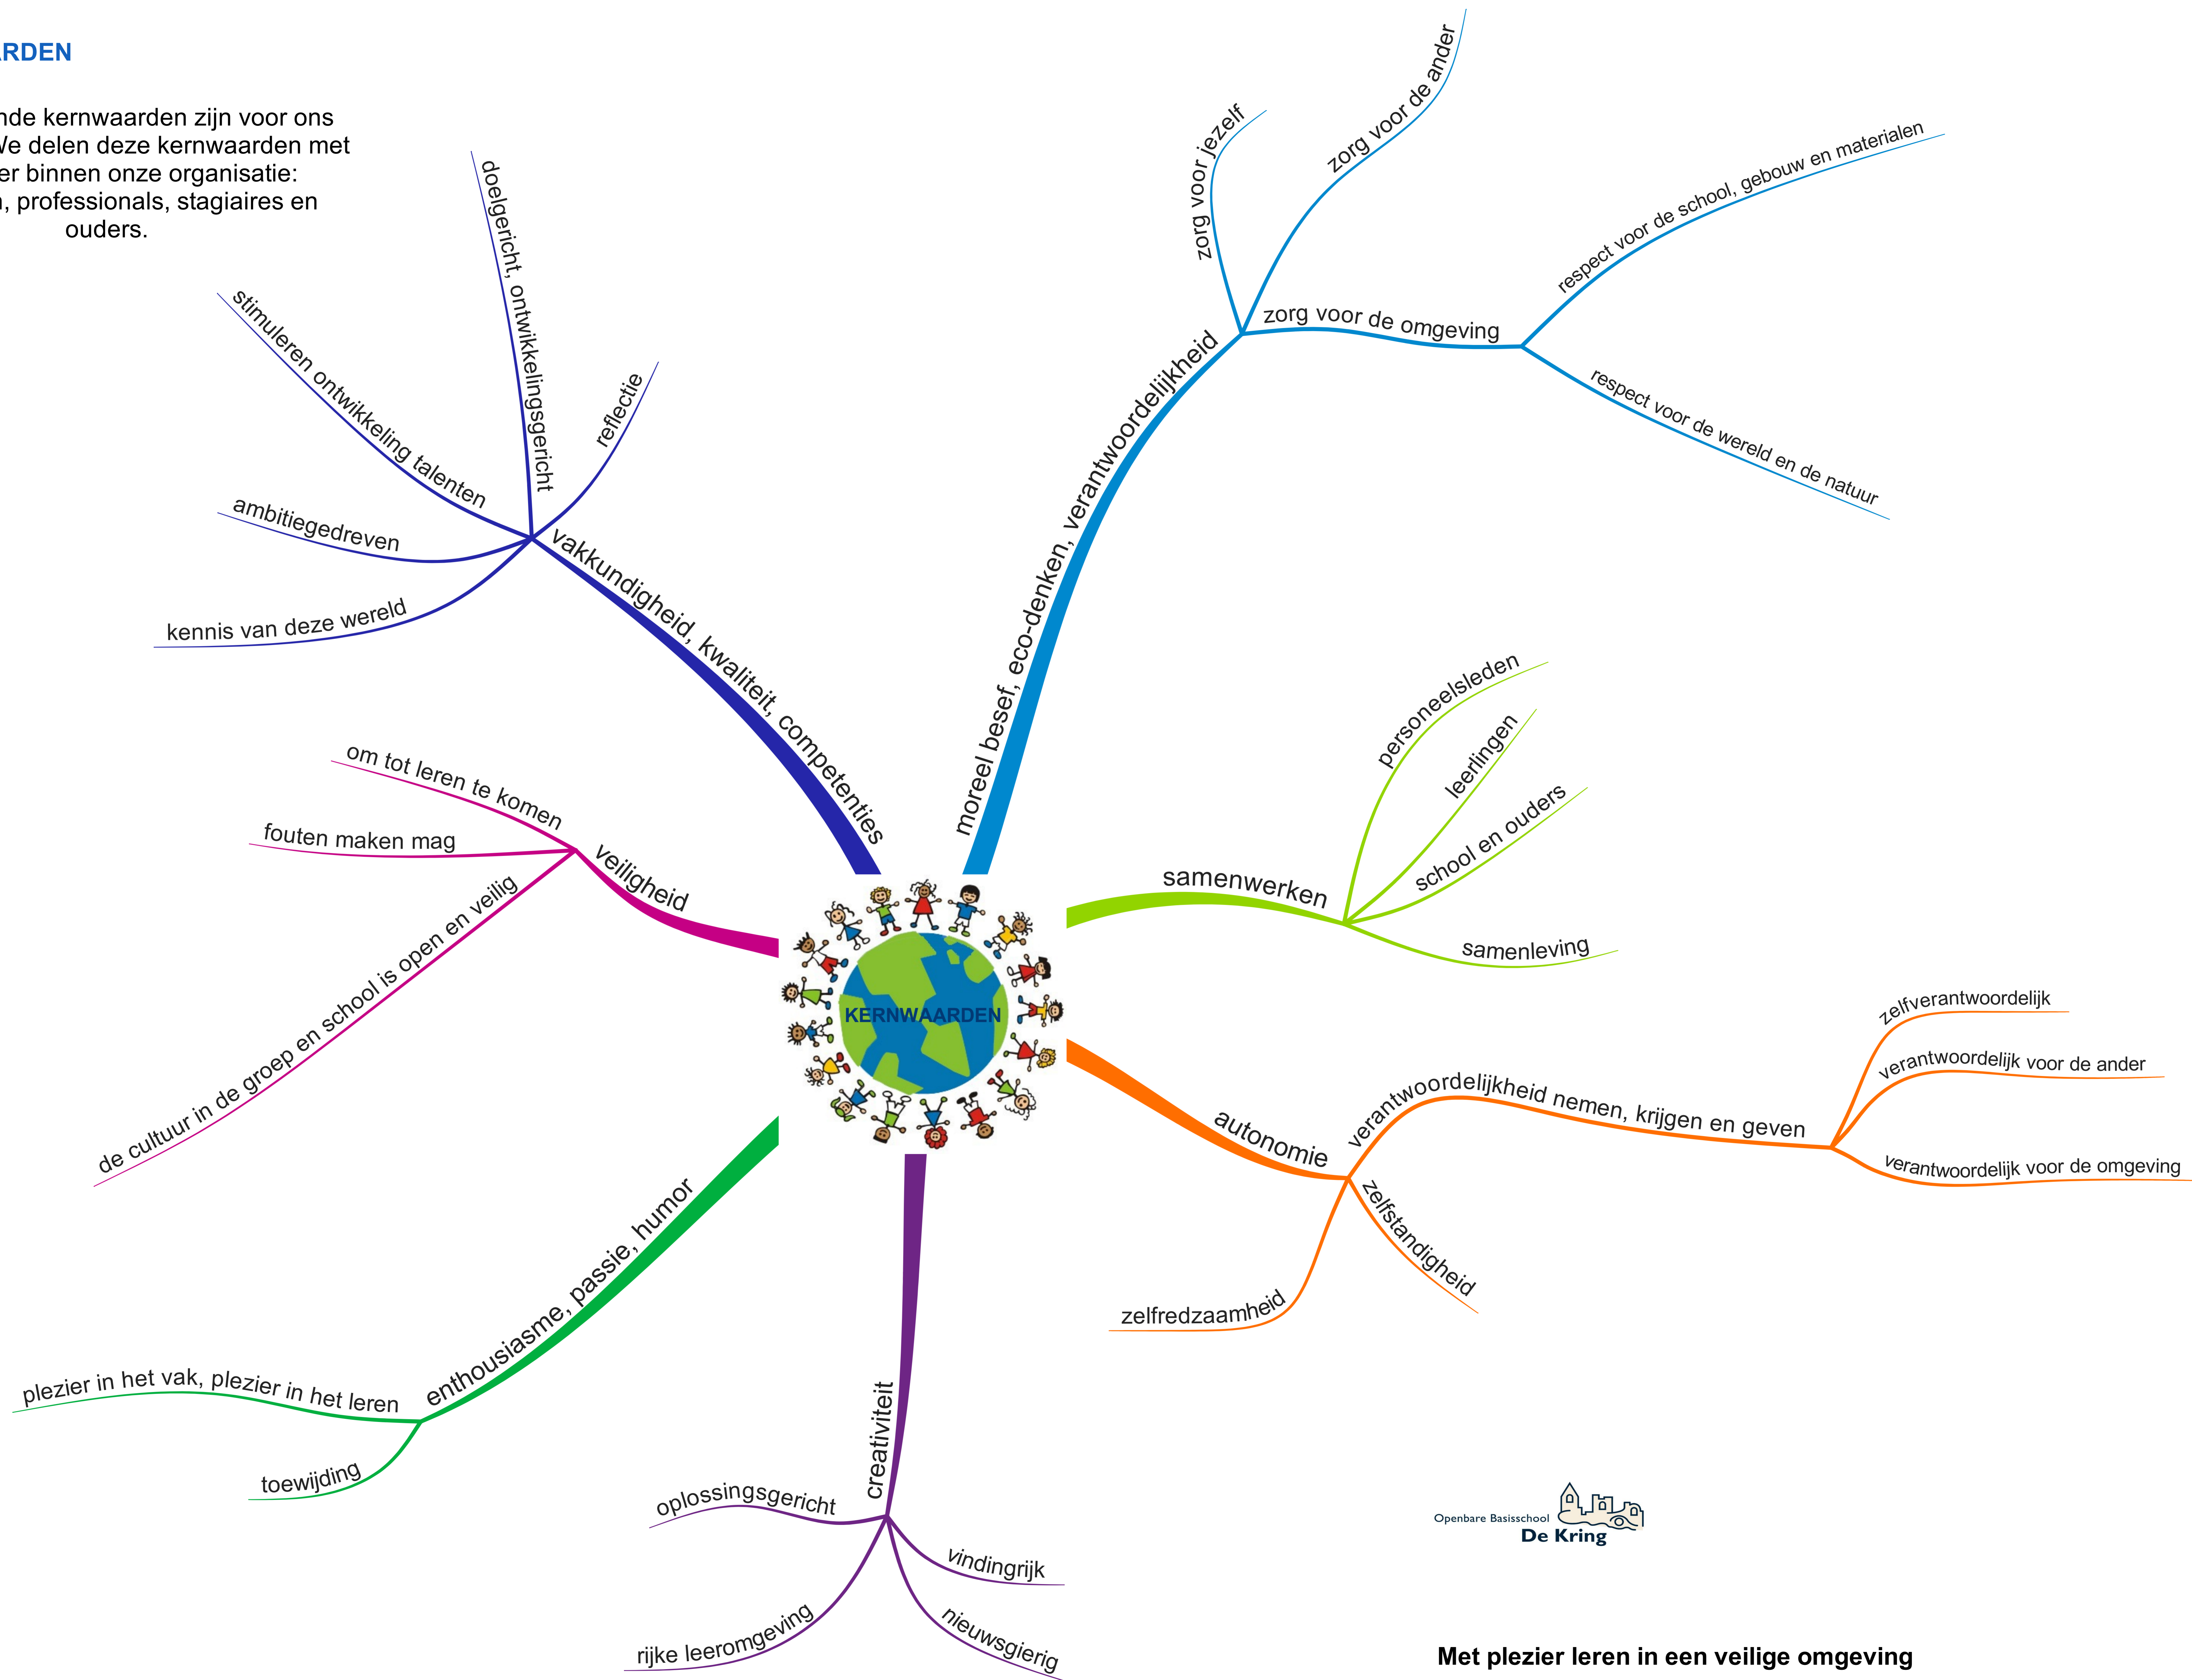 kernwaarden zijn voor ons
delen deze kernwaarden met
binnen onze organisatie:
professionals, stagiaires en
ouders.
KERNWAARDEN
moreel besef, eco-denken, verantwoordelijkheid
zorg voor jezelf
zorg voor de ander
zorg voor de omgeving
respect voor de school, gebouw en materialen
respect voor de wereld en de natuur
samenwerken
personeelsleden
leerlingen
school en ouders
samenleving
autonomie
verantwoordelijkheid nemen, krijgen en geven
zelfverantwoordelijk
verantwoordelijk voor de ander
verantwoordelijk voor de omgeving
zelfstandigheid
zelfredzaamheid
creativiteit
vindingrijk
nieuwsgierig
rijke leeromgeving
oplossingsgericht
enthousiasme, passie, humor
plezier in het vak, plezier in het leren
toewijding
veiligheid
om tot leren te komen
fouten maken mag
de cultuur in de groep en school is open en veilig
vakkundigheid, kwaliteit, competenties
reflectie
doelgericht, ontwikkelingsgericht
stimuleren ontwikkeling talenten
ambitiegedreven
kennis van deze wereld
Openbare Basisschool
De Kring
Met plezier leren in een veilige omgeving